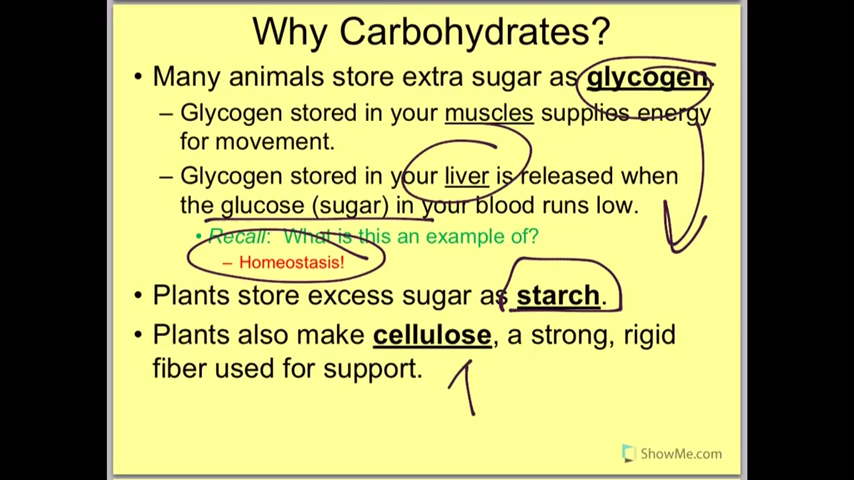 Why Carbohydrates?
• Many animals store extra sugar as glycogen.
– Glycogen stored in your muscles supplies energy
for movement.
– Glycogen stored in your liver is released when
the glucose (sugar) in your blood runs low.
• Recall: What is this an example of?
– Homeostasis!
• Plants store excess sugar as starch.
• Plants also make cellulose, a strong, rigid
fiber used for support.
ShowMe.com